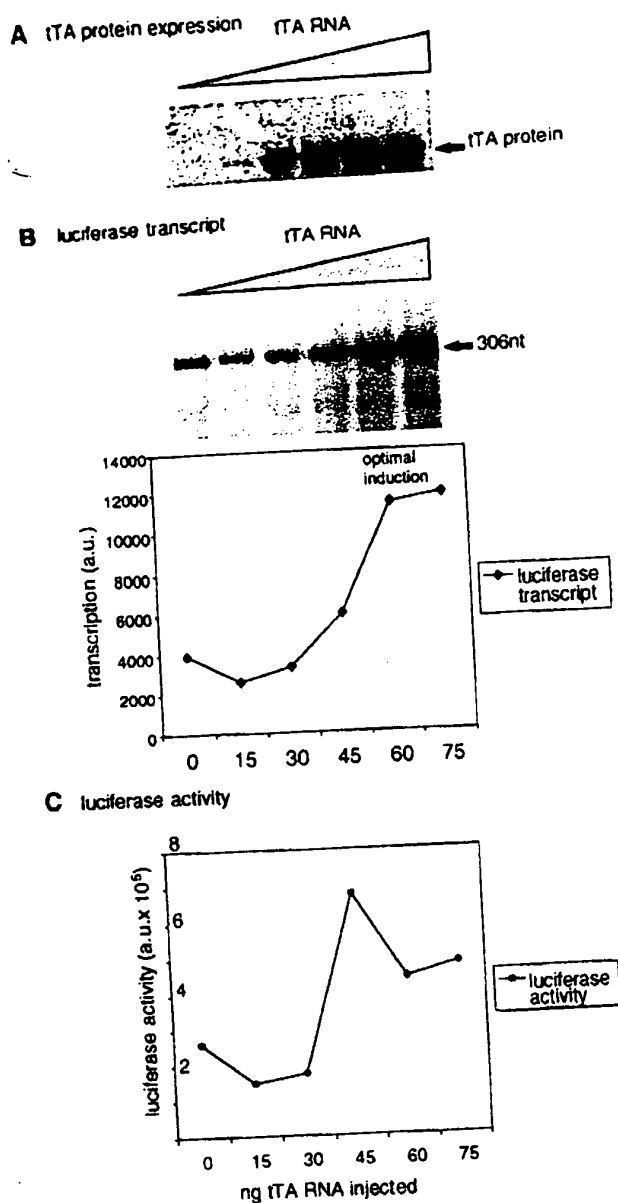 A tTA protein expression
tTA RNA
tTA protein
B luciferase transcript
tTA RNA
306nt
14000
12000
10000
8000
6000
4000
2000
0
transcription (a.u.)
optimal
induction
luciferase
transcript
0 15 30 45 60 75
C luciferase activity
8
6
4
2
luciferase activity (a.u.x 10⁵)
luciferase
activity
0 15 30 45 60 75
ng tTA RNA injected